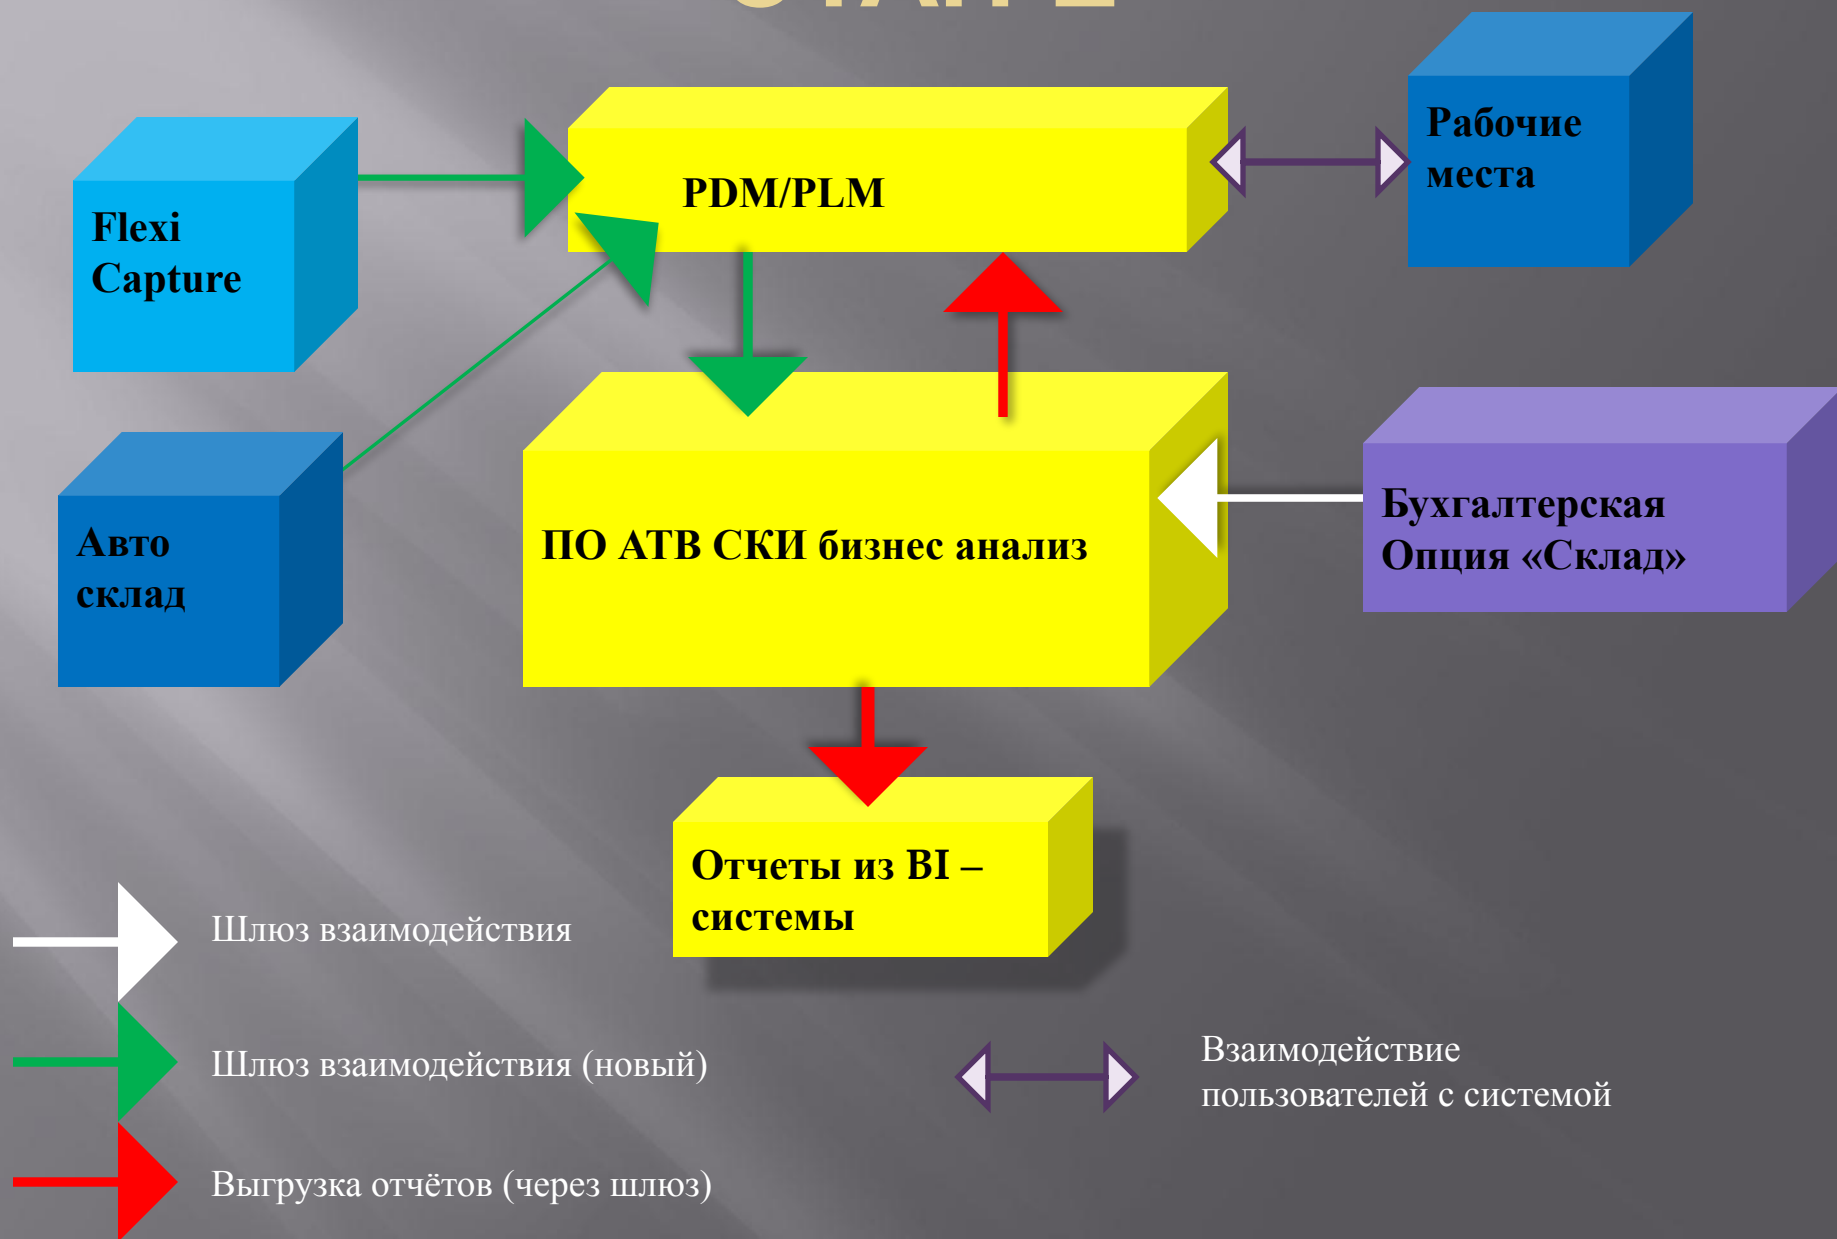 PDM/PLM
Рабочие
места
Flexi
Capture
Авто
склад
ПО АТВ СКИ бизнес анализ
Бухгалтерская
Опция «Склад»
Отчеты из BI –
системы
Шлюз взаимодействия
Шлюз взаимодействия (новый)
Взаимодействие
пользователей с системой
Выгрузка отчётов (через шлюз)